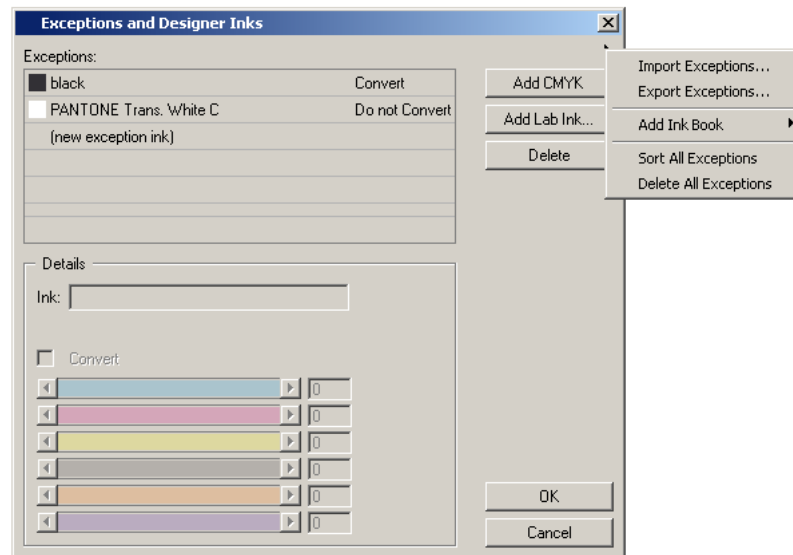 Exceptions and Designer Inks
Exceptions:
black Convert
PANTONE Trans. White C Do not Convert
(new exception ink)
Add CMYK
Add Lab Ink...
Delete
Import Exceptions...
Export Exceptions...
Add Ink Book
Sort All Exceptions
Delete All Exceptions
Details
Ink:
Convert
0
0
0
0
0
0
OK
Cancel